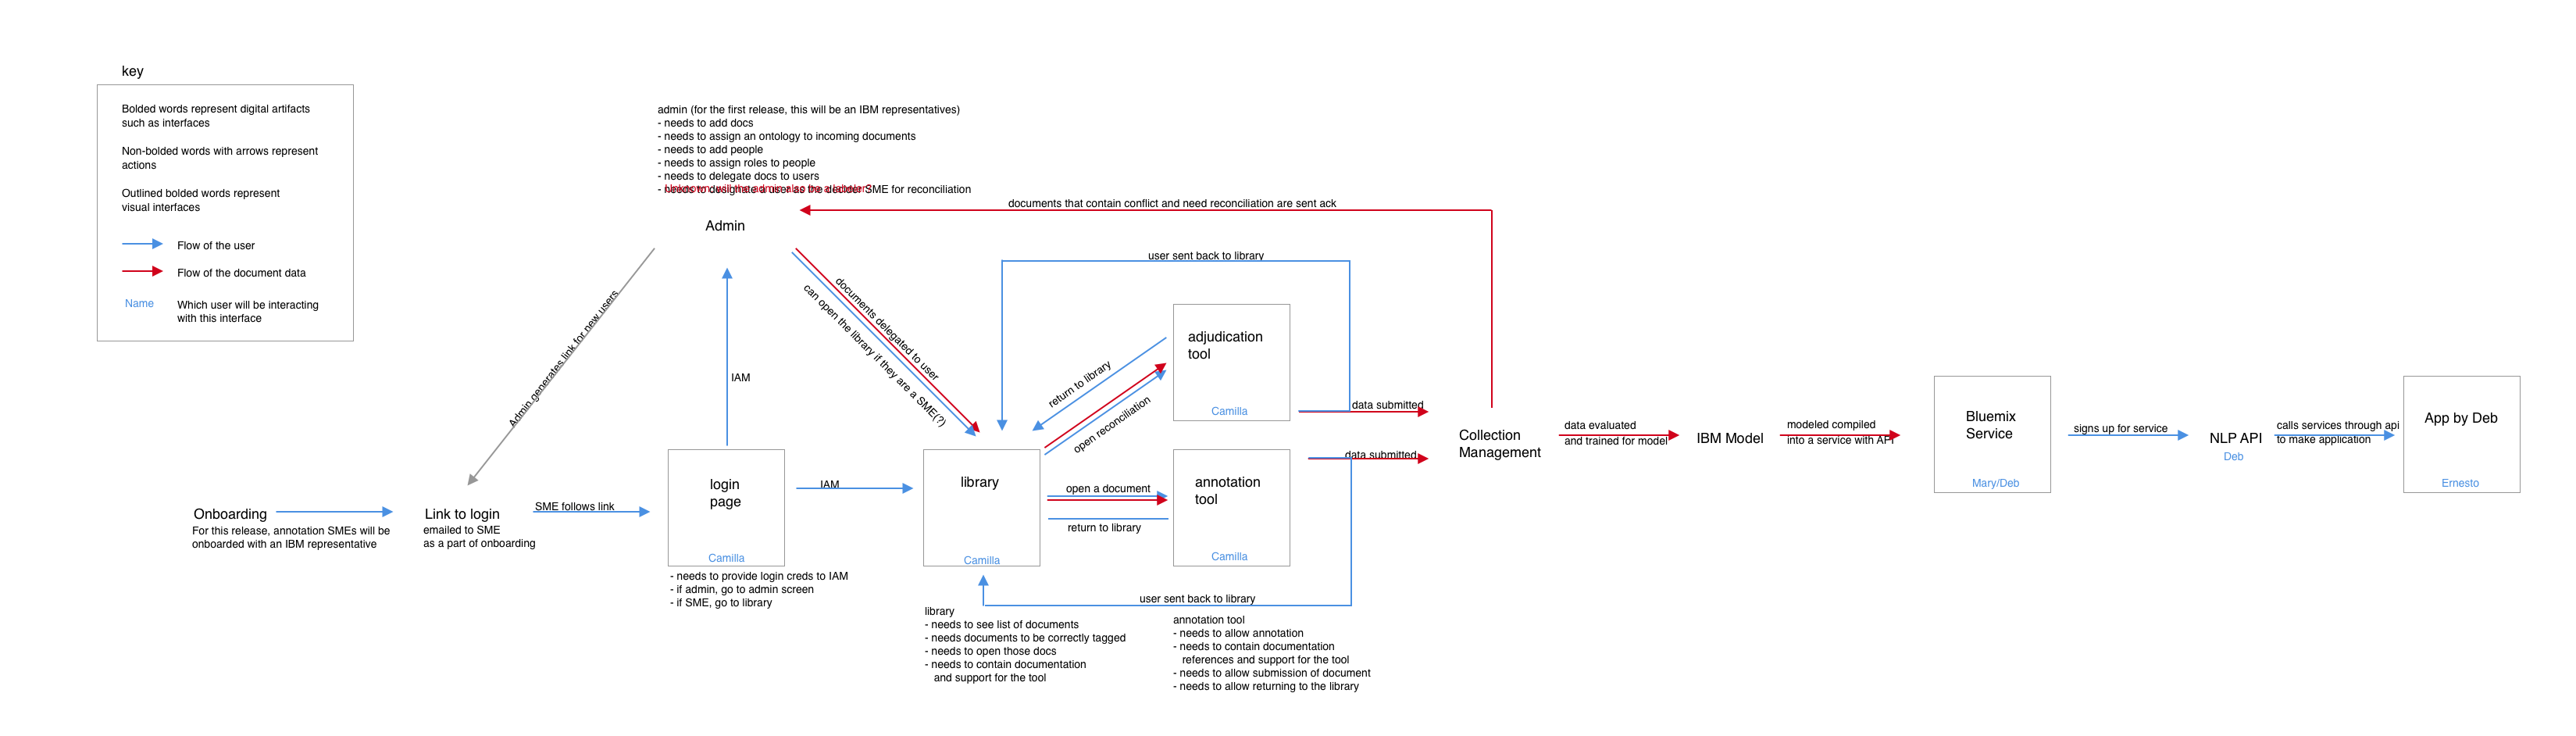 key
Bolded words represent digital artifacts
such as interfaces
Non-bolded words with arrows represent
actions
Outlined bolded words represent
visual interfaces
Flow of the user
Flow of the document data
Name
Which user will be interacting
with this interface
admin (for the first release, this will be an IBM representatives)
- needs to add docs
- needs to assign an ontology to incoming documents
- needs to add people
- needs to assign roles to people
- needs to delegate docs to users
- needs to designate a user as the decider SME for reconciliation
Admin
documents that contain conflict and need reconciliation are sent ack
user sent back to library
Admin generates link for new users
IAM
documents delegated to user
can open the library if they are a SME(?)
adjudication
tool
Camilla
return to library
open reconciliation
data submitted
Onboarding
For this release, annotation SMEs will be
onboarded with an IBM representative
Link to login
emailed to SME
as a part of onboarding
SME follows link
login
page
Camilla
- needs to provide login creds to IAM
- if admin, go to admin screen
- if SME, go to library
IAM
library
Camilla
open a document
return to library
annotation
tool
Camilla
data submitted
user sent back to library
library
- needs to see list of documents
- needs documents to be correctly tagged
- needs to open those docs
- needs to contain documentation
and support for the tool
annotation tool
- needs to allow annotation
- needs to contain documentation
references and support for the tool
- needs to allow submission of document
- needs to allow returning to the library
Collection
Management
data evaluated
and trained for model
IBM Model
modeled compiled
into a service with API
Bluemix
Service
Mary/Deb
signs up for service
NLP API
Deb
calls services through api
to make application
App by Deb
Ernesto